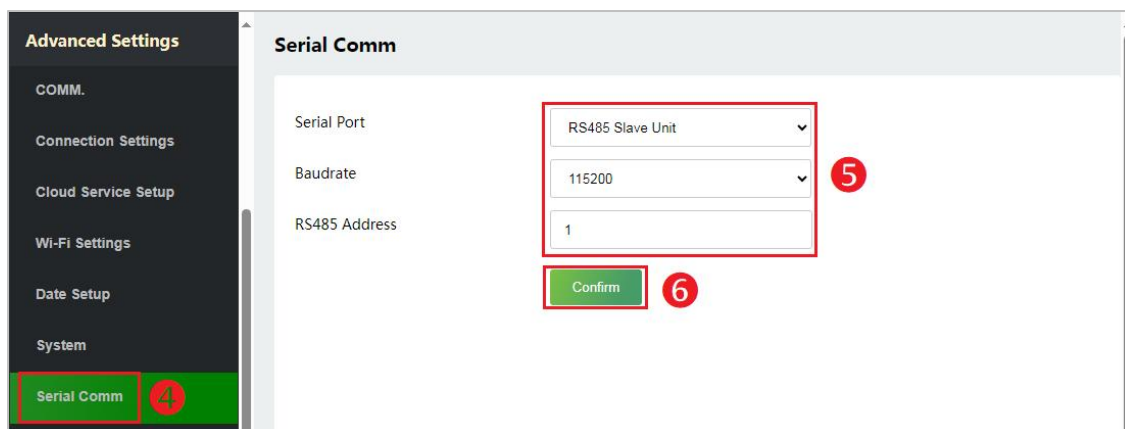 Advanced Settings
COMM.
Connection Settings
Cloud Service Setup
Wi-Fi Settings
Date Setup
System
Serial Comm
4
Serial Comm
Serial Port
RS485 Slave Unit
Baudrate
115200
5
RS485 Address
1
Confirm
6